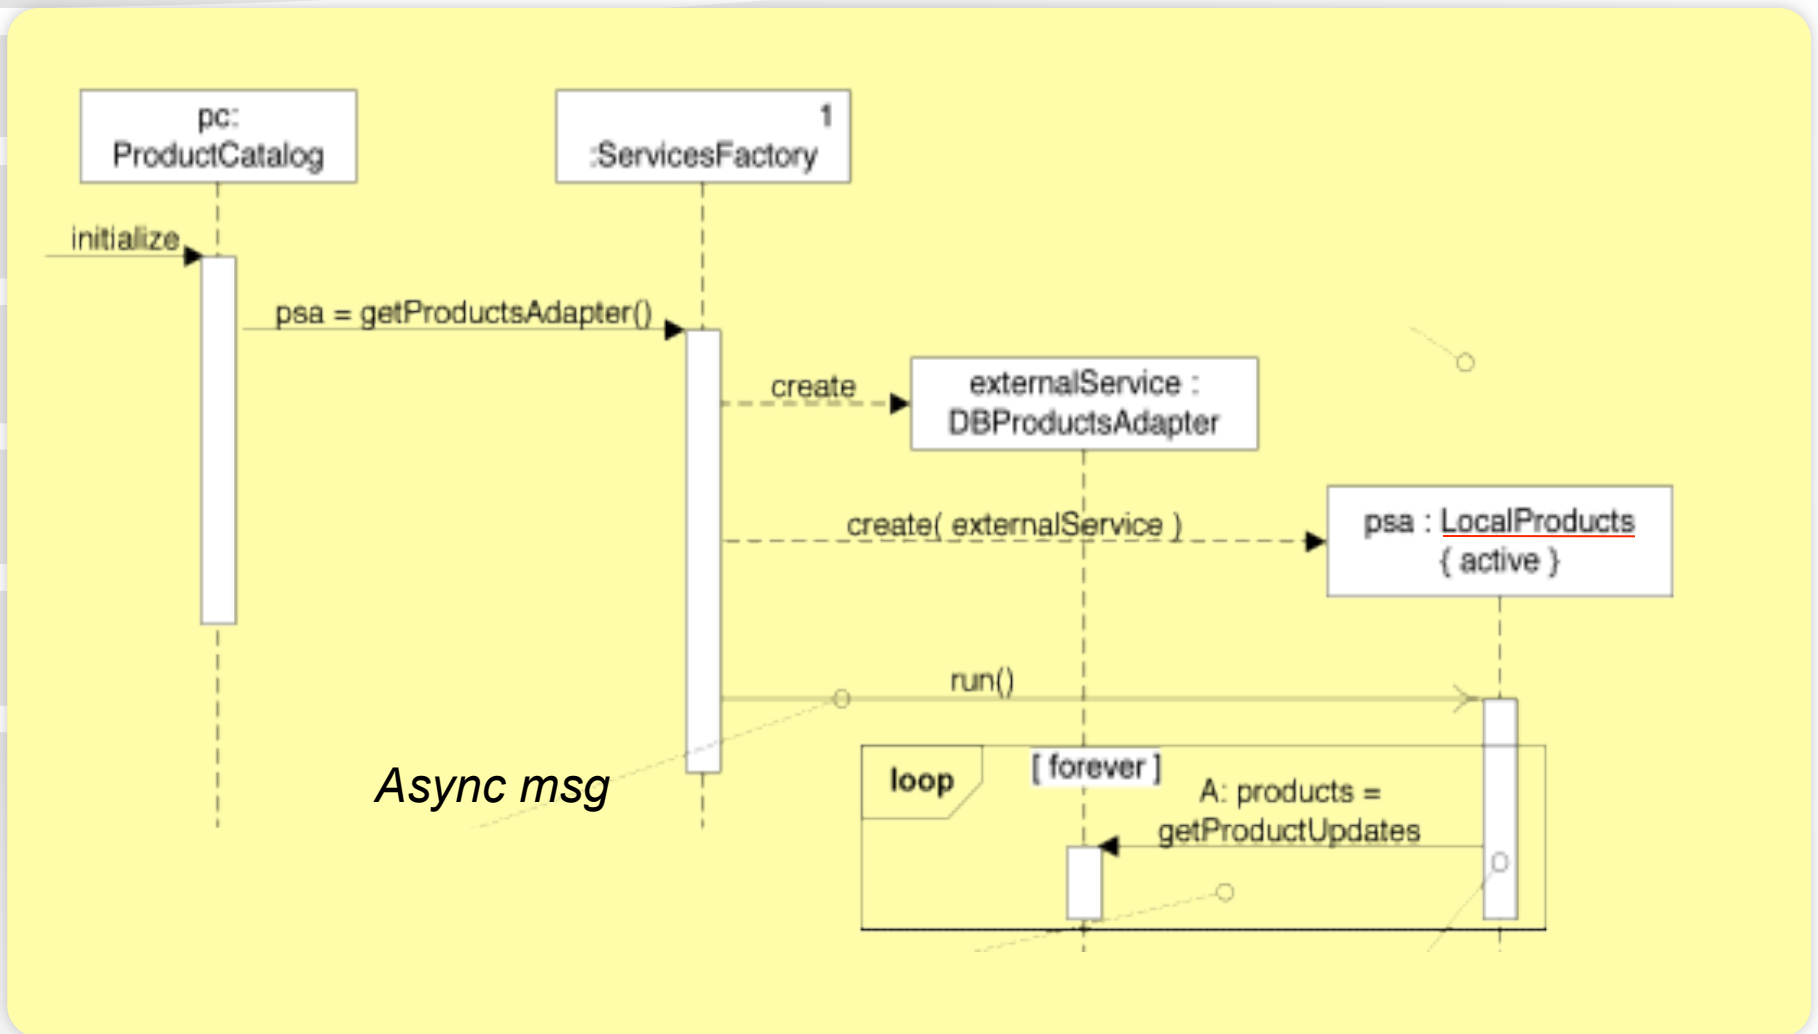 pc:
ProductCatalog
1
:ServicesFactory
initialize
psa = getProductsAdapter()
create
externalService :
DBProductsAdapter
create( externalService )
psa : LocalProducts
{ active }
run()
Async msg
loop
[ forever ]
A: products =
getProductUpdates